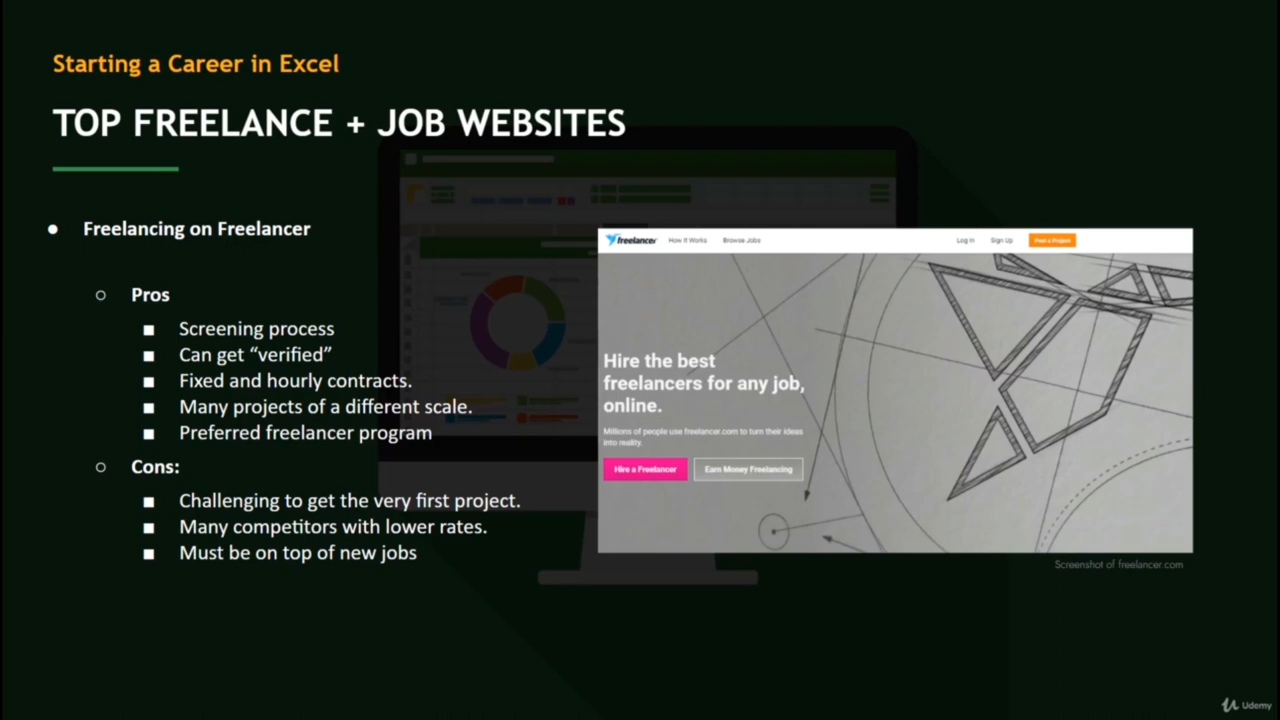 Starting a Career in Excel
TOP FREELANCE + JOB WEBSITES
● Freelancing on Freelancer
○ Pros
■ Screening process
■ Can get “verified”
■ Fixed and hourly contracts.
■ Many projects of a different scale.
■ Preferred freelancer program
○ Cons:
■ Challenging to get the very first project.
■ Many competitors with lower rates.
■ Must be on top of new jobs
freelancer How It Works Browse Jobs Log In Sign Up Post a Project
Hire the best
freelancers for any job,
online.
Millions of people use freelancer.com to turn their ideas
into reality.
Hire a Freelancer Earn Money Freelancing
Screenshot of freelancer.com
Udemy